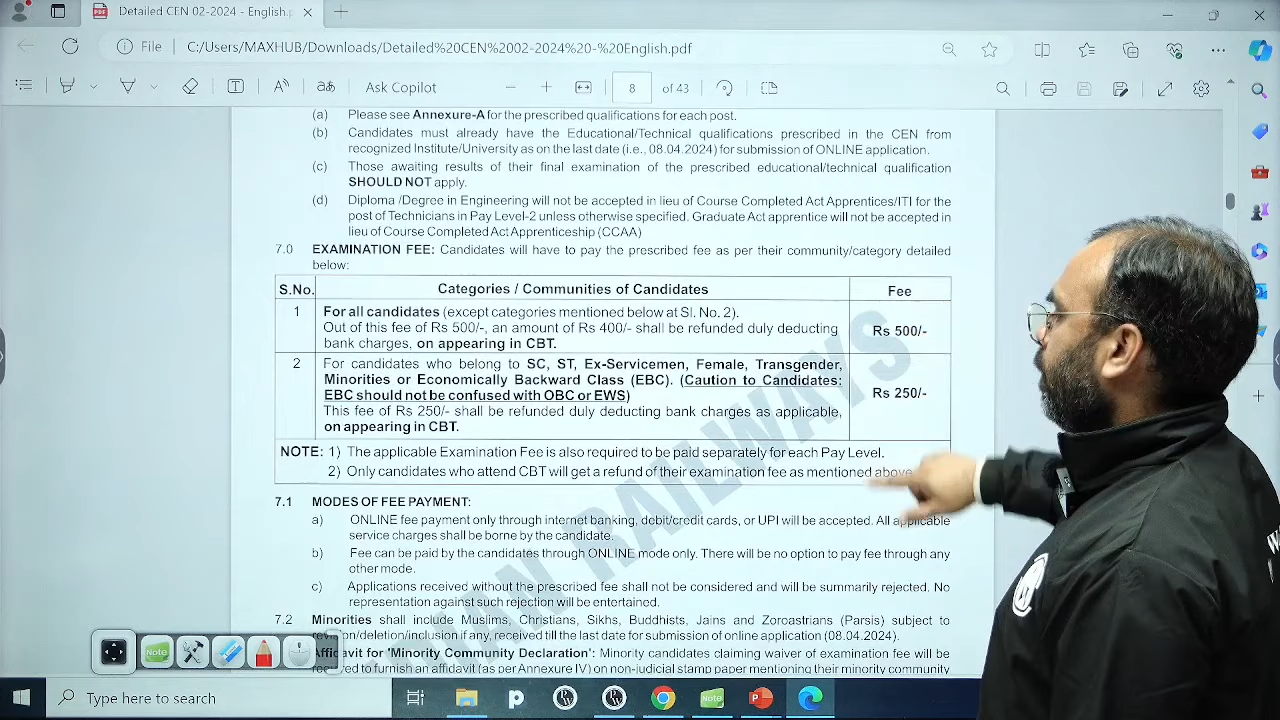 Detailed CEN 02-2024 - English.p
File C:/Users/MAXHUB/Downloads/Detailed%20CEN%2002-2024%20-%20English.pdf
Ask Copilot
8 of 43
(a) Please see Annexure-A for the prescribed qualifications for each post.
(b) Candidates must already have the Educational/Technical qualifications prescribed in the CEN from
recognized Institute/University as on the last date (i.e., 08.04.2024) for submission of ONLINE application.
(c) Those awaiting results of their final examination of the prescribed educational/technical qualification
SHOULD NOT apply.
(d) Diploma /Degree in Engineering will not be accepted in lieu of Course Completed Act Apprentices/ITI for the
post of Technicians in Pay Level-2 unless otherwise specified. Graduate Act apprentice will not be accepted in
lieu of Course Completed Act Apprenticeship (CCAA)
7.0 EXAMINATION FEE: Candidates will have to pay the prescribed fee as per their community/category detailed
below:
S.No. Categories / Communities of Candidates Fee
1 For all candidates (except categories mentioned below at Sl. No. 2).
Out of this fee of Rs 500/-, an amount of Rs 400/- shall be refunded duly deducting
bank charges, on appearing in CBT.
Rs 500/-
2 For candidates who belong to SC, ST, Ex-Servicemen, Female, Transgender,
Minorities or Economically Backward Class (EBC). (Caution to Candidates:
EBC should not be confused with OBC or EWS)
This fee of Rs 250/- shall be refunded duly deducting bank charges as applicable,
on appearing in CBT.
Rs 250/-
NOTE: 1) The applicable Examination Fee is also required to be paid separately for each Pay Level.
2) Only candidates who attend CBT will get a refund of their examination fee as mentioned above.
7.1 MODES OF FEE PAYMENT:
a) ONLINE fee payment only through internet banking, debit/credit cards, or UPI will be accepted. All applicable
service charges shall be borne by the candidate.
b) Fee can be paid by the candidates through ONLINE mode only. There will be no option to pay fee through any
other mode.
c) Applications received without the prescribed fee shall not be considered and will be summarily rejected. No
representation against such rejection will be entertained.
7.2 Minorities shall include Muslims, Christians, Sikhs, Buddhists, Jains and Zoroastrians (Parsis) subject to
/deletion/inclusion if any, received till the last date for submission of online application (08.04.2024).
Affidavit for 'Minority Community Declaration': Minority candidates claiming waiver of examination fee will be
to furnish an affidavit (as per Annexure IV) on non-judicial stamp paper mentioning their minority community
RAILWAYS
Note
Type here to search
Note